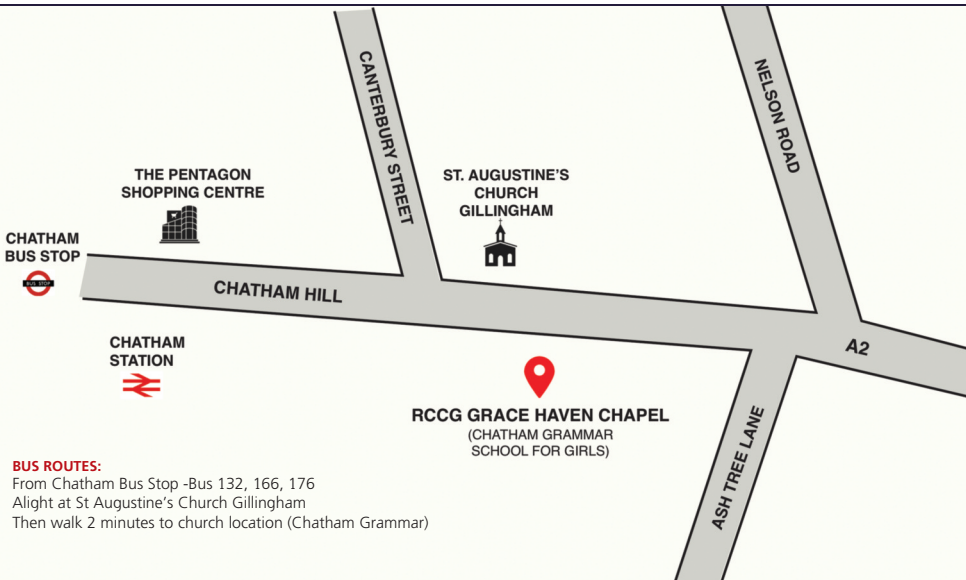 CANTERBURY STREET
NELSON ROAD
THE PENTAGON
SHOPPING CENTRE
ST. AUGUSTINE'S
CHURCH
GILLINGHAM
CHATHAM
BUS STOP
BUS STOP
CHATHAM HILL
CHATHAM
STATION
A2
RCCG GRACE HAVEN CHAPEL
(CHATHAM GRAMMAR
SCHOOL FOR GIRLS)
ASH TREE LANE
BUS ROUTES:
From Chatham Bus Stop -Bus 132, 166, 176
Alight at St Augustine's Church Gillingham
Then walk 2 minutes to church location (Chatham Grammar)